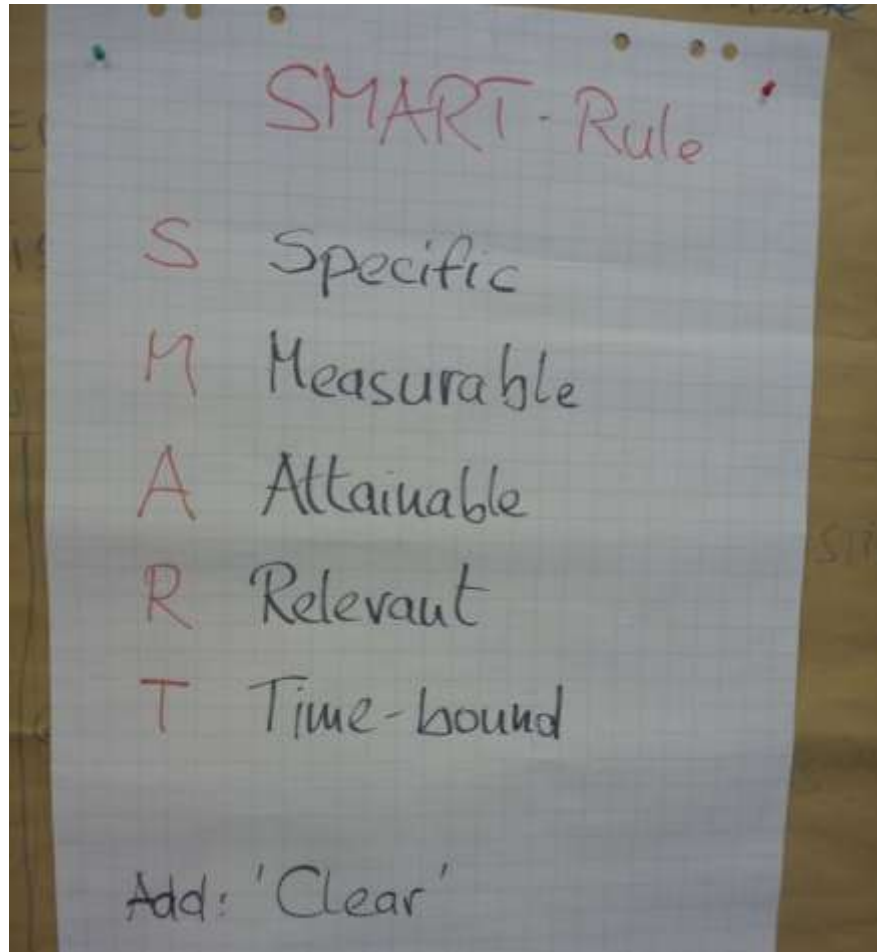 SMART-Rule
S Specific
M Measurable
A Attainable
R Relevant
T Time-bound
Add: 'Clear'